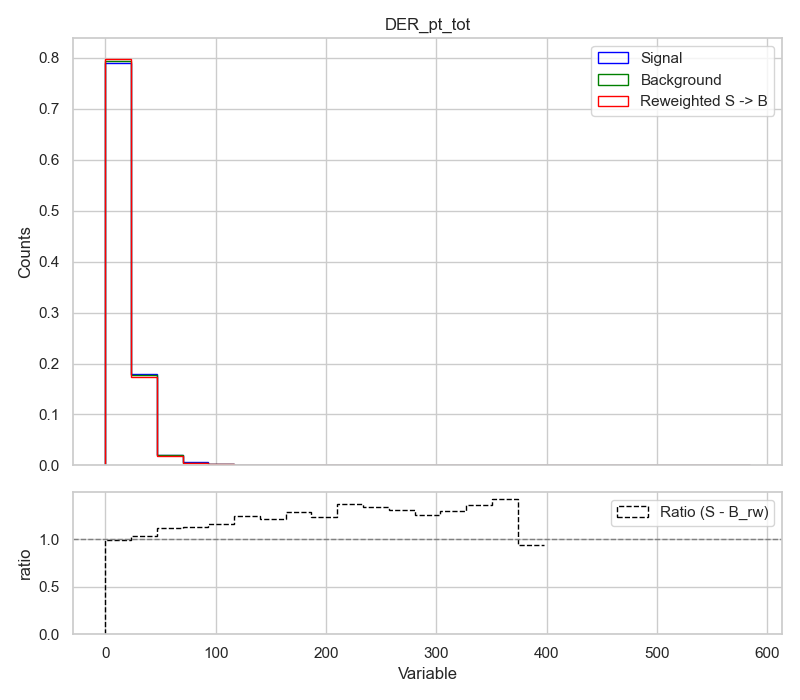 DER_pt_tot
Signal
Background
Reweighted S -> B
Counts
0.8
0.7
0.6
0.5
0.4
0.3
0.2
0.1
0.0
Ratio (S - B_rw)
ratio
1.0
0.5
0.0
0 100 200 300 400 500 600
Variable